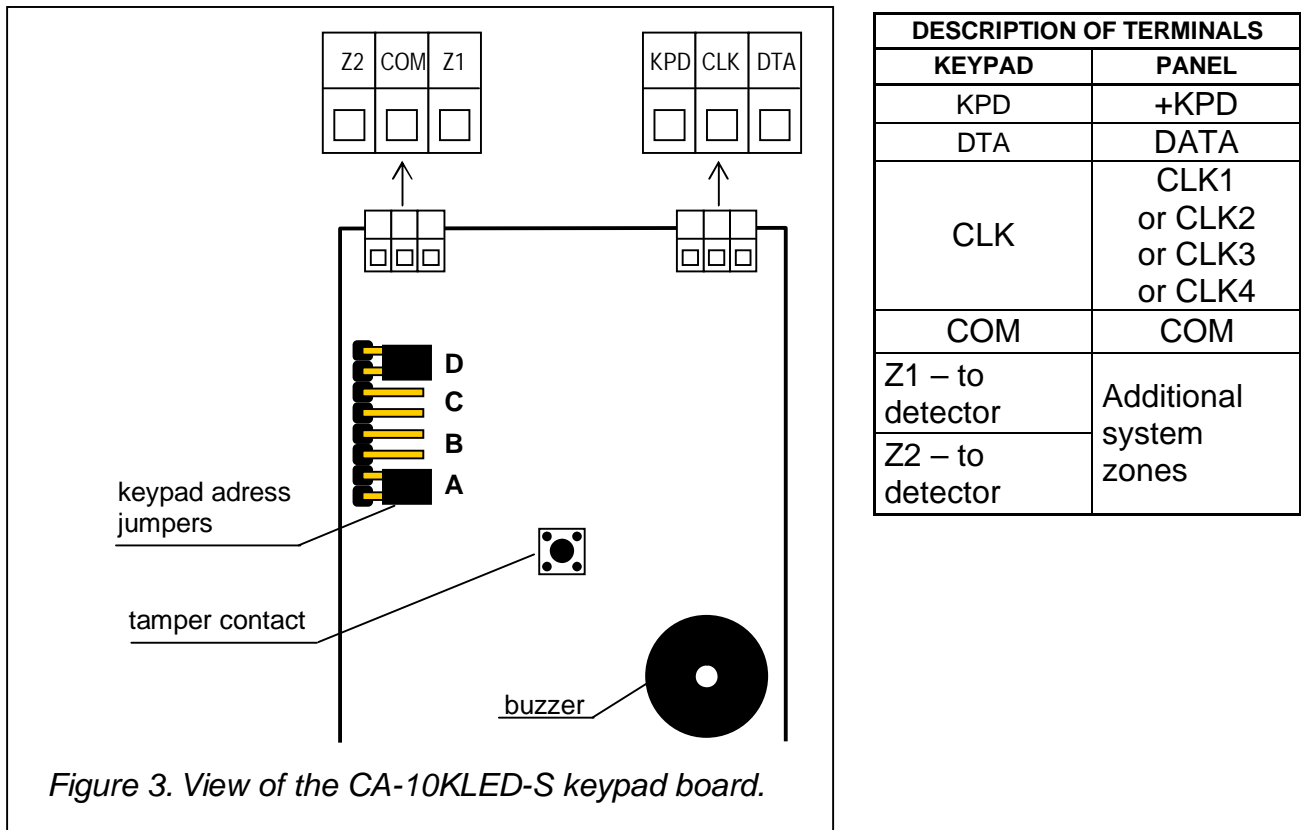 Z2 COM Z1
KPD CLK DTA
D
C
B
A
keypad adress
jumpers
tamper contact
buzzer
Figure 3. View of the CA-10KLED-S keypad board.
DESCRIPTION OF TERMINALS
KEYPAD PANEL
KPD +KPD
DTA DATA
CLK
CLK1
or CLK2
or CLK3
or CLK4
COM COM
Z1 – to
detector
Z2 – to
detector
Additional
system
zones